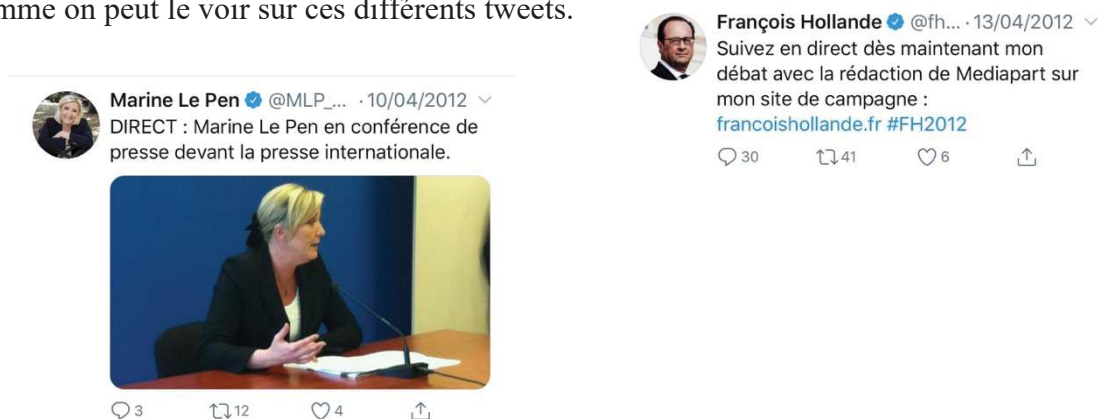 mme on peut le voir sur ces différents tweets.
Marine Le Pen @MLP_... · 10/04/2012
DIRECT : Marine Le Pen en conférence de
presse devant la presse internationale.
3 12 4
François Hollande @fh... · 13/04/2012
Suivez en direct dès maintenant mon
débat avec la rédaction de Mediapart sur
mon site de campagne :
francoishollande.fr #FH2012
30 41 6